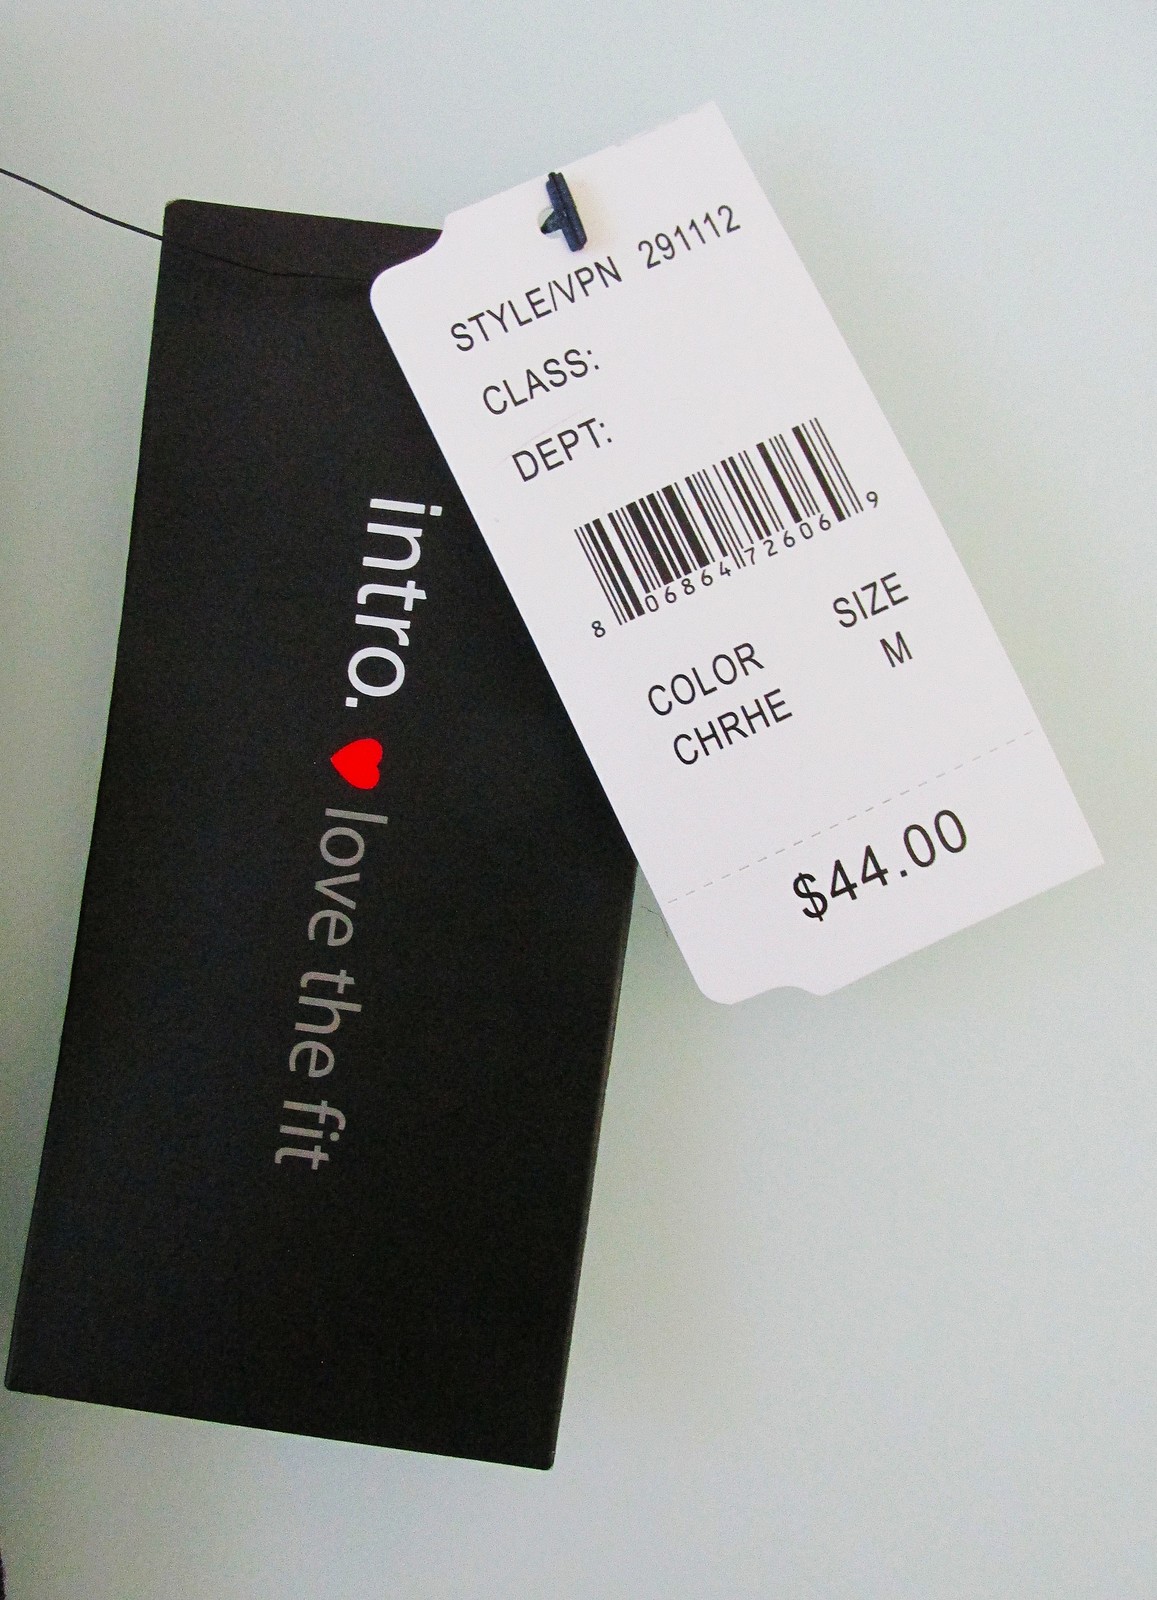 intro.
love the fit
STYLE/VPN 291112
CLASS:
DEPT:
8 06864 72606 9
COLOR SIZE
CHRHE M
$44.00